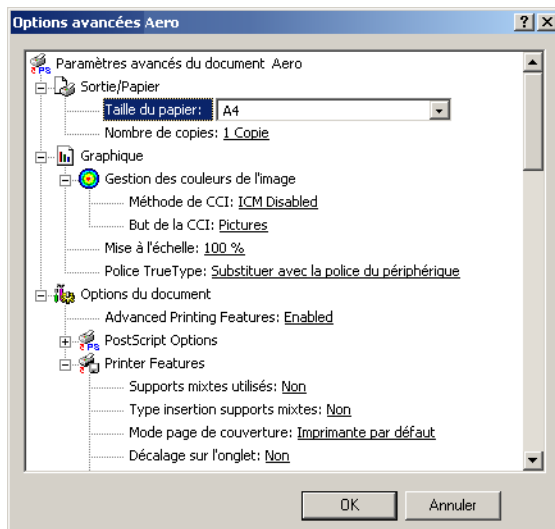 Options avancées Aero
Paramètres avancés du document Aero
Sortie/Papier
Taille du papier: A4
Nombre de copies: 1 Copie
Graphique
Gestion des couleurs de l'image
Méthode de CCI: ICM Disabled
But de la CCI: Pictures
Mise à l'échelle: 100 %
Police TrueType: Substituer avec la police du périphérique
Options du document
Advanced Printing Features: Enabled
PostScript Options
Printer Features
Supports mixtes utilisés: Non
Type insertion supports mixtes: Non
Mode page de couverture: Imprimante par défaut
Décalage sur l'onglet: Non
OK Annuler